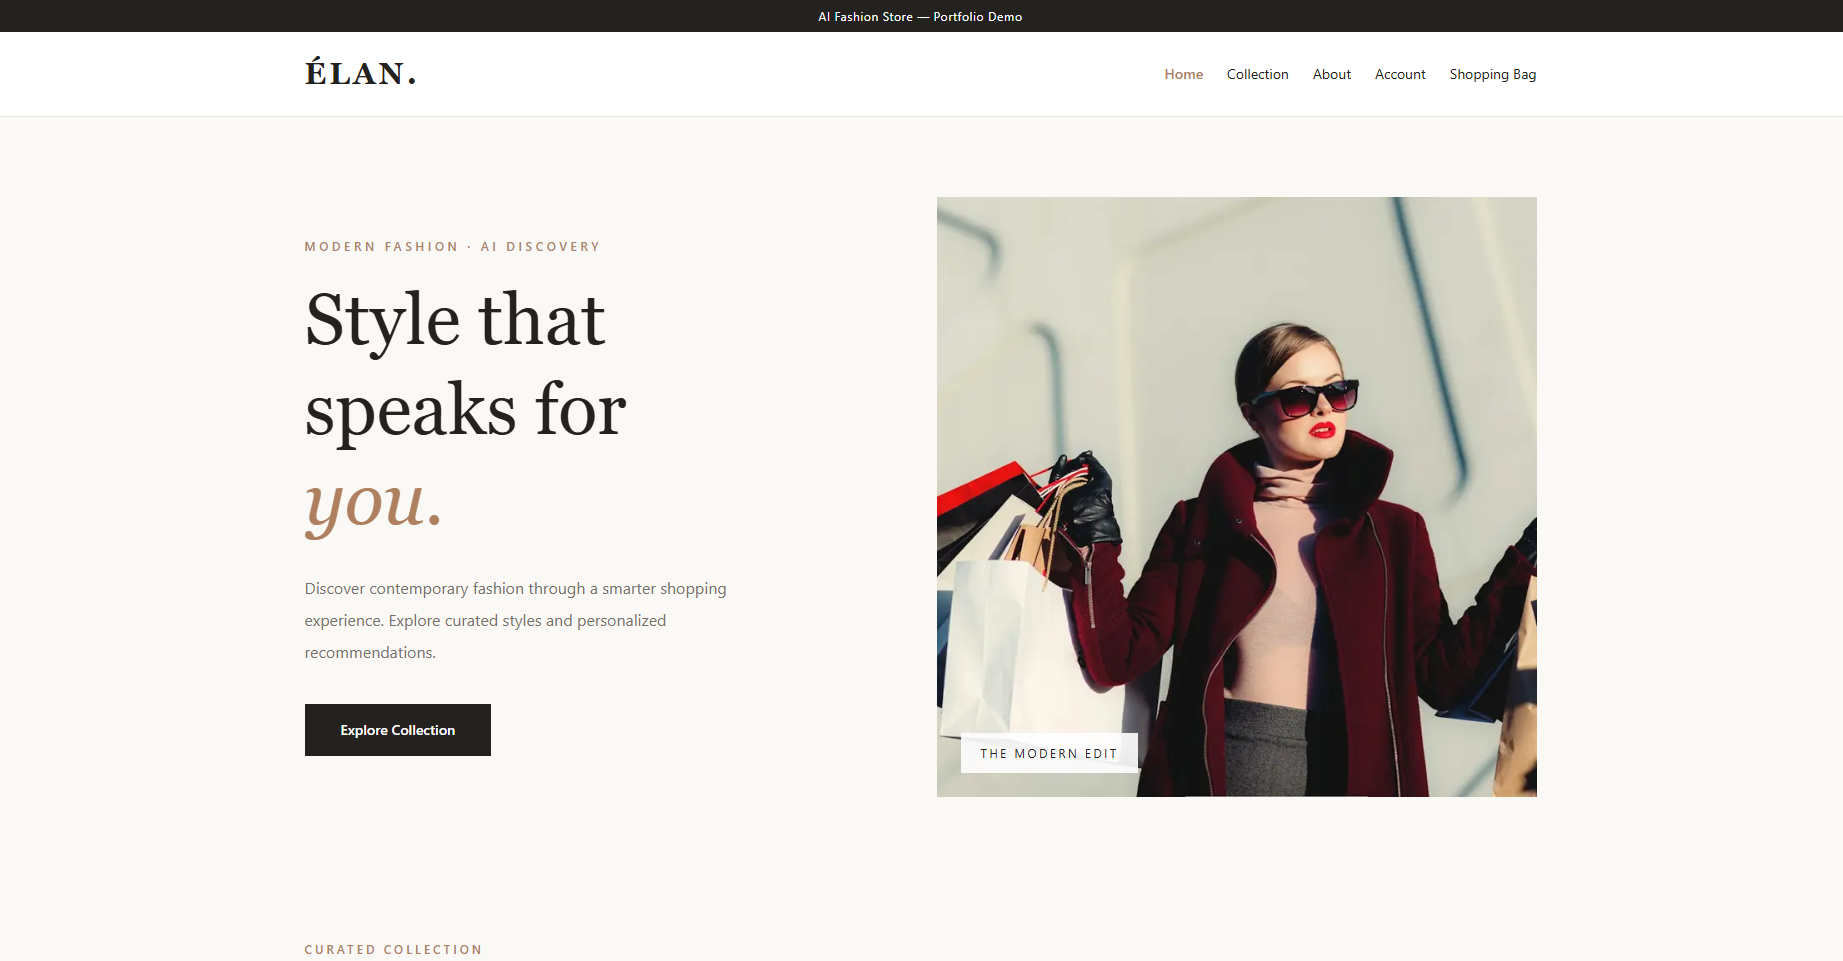 AI Fashion Store — Portfolio Demo
ÉLAN.
Home Collection About Account Shopping Bag
MODERN FASHION · AI DISCOVERY
Style that
speaks for
you.
Discover contemporary fashion through a smarter shopping
experience. Explore curated styles and personalized
recommendations.
Explore Collection
THE MODERN EDIT
CURATED COLLECTION